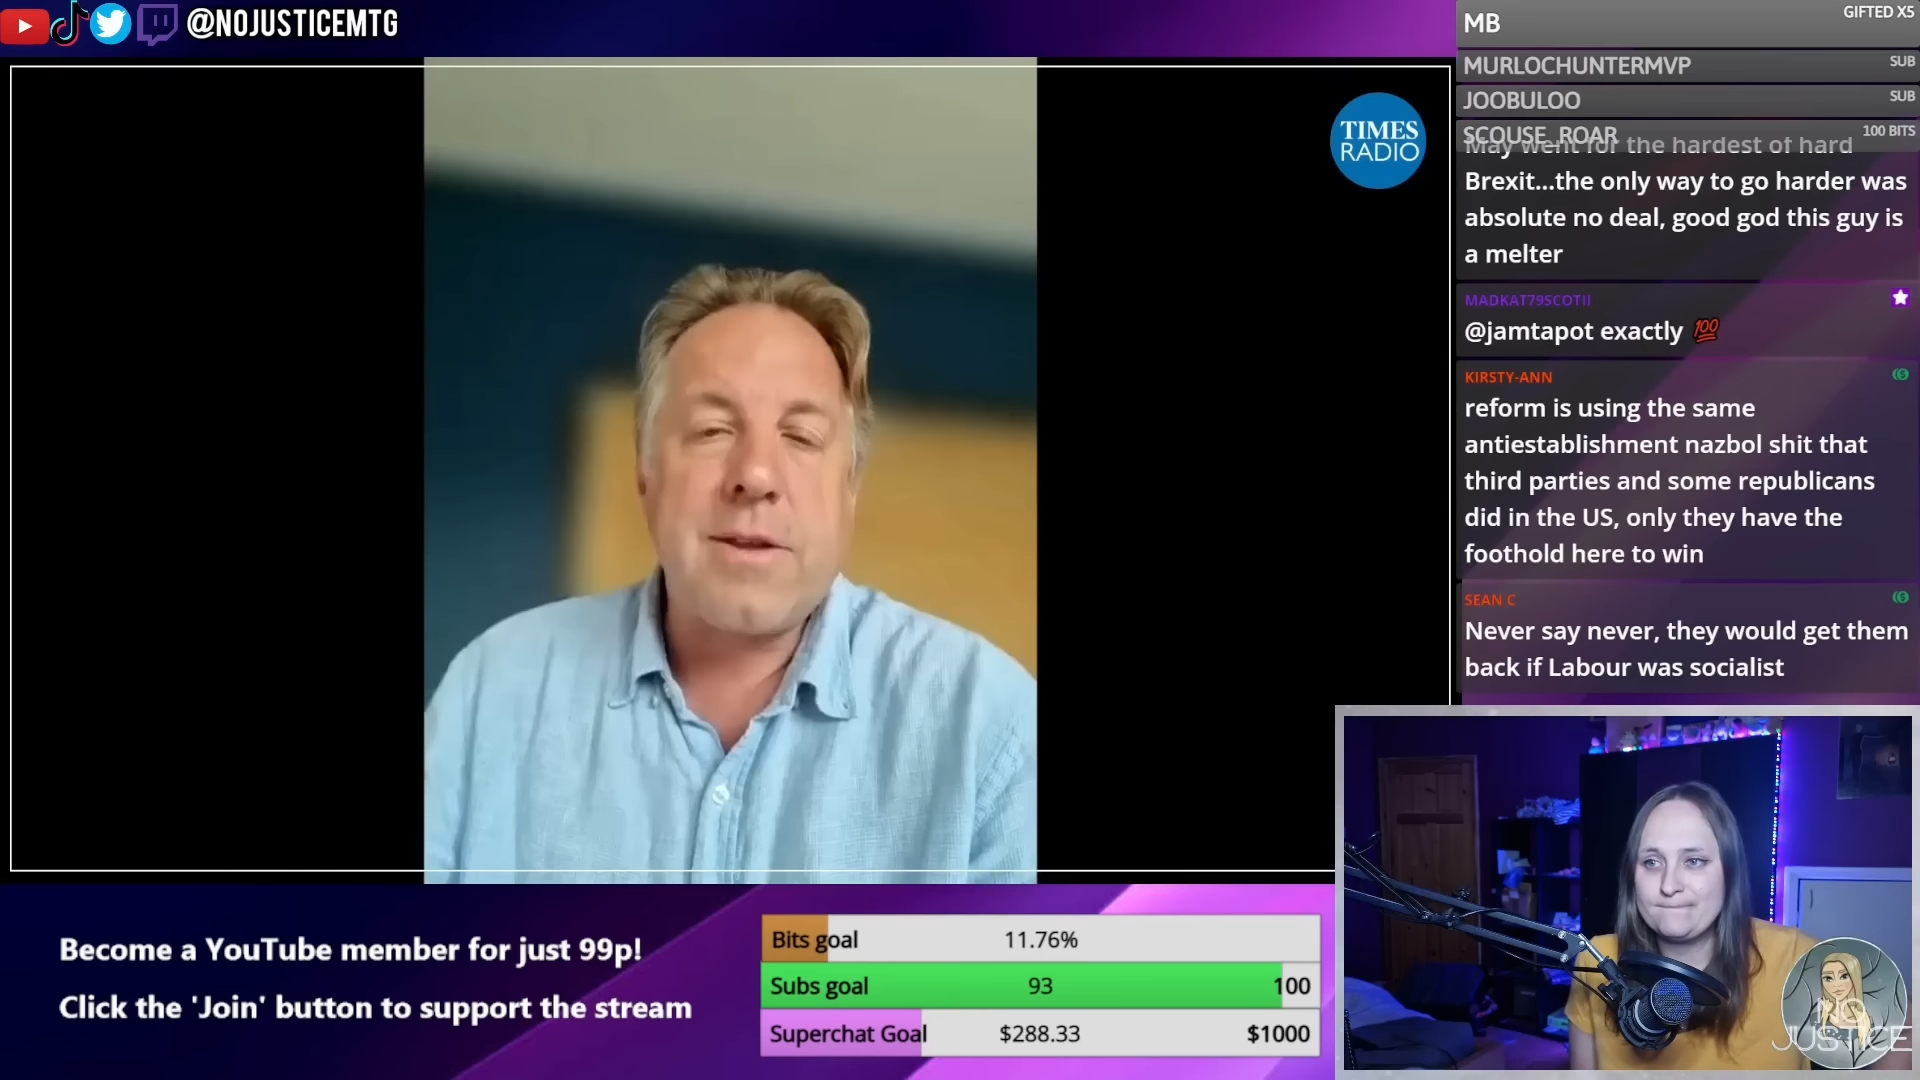 @NOJUSTICEMTG
TIMES
RADIO
MB GIFTED X5
MURLOCHUNTERMVP SUB
JOOBULOO SUB
SCOUSE_ROAR 100 BITS
May went for the hardest of hard
Brexit...the only way to go harder was
absolute no deal, good god this guy is
a melter
MADKAT79SCOTII
@jamtapot exactly 💯
KIRSTY-ANN
reform is using the same
antiestablishment nazbol shit that
third parties and some republicans
did in the US, only they have the
foothold here to win
SEAN C
Never say never, they would get them
back if Labour was socialist
Become a YouTube member for just 99p!
Click the 'Join' button to support the stream
Bits goal 11.76%
Subs goal 93 100
Superchat Goal $288.33 $1000
NO
JUSTICE